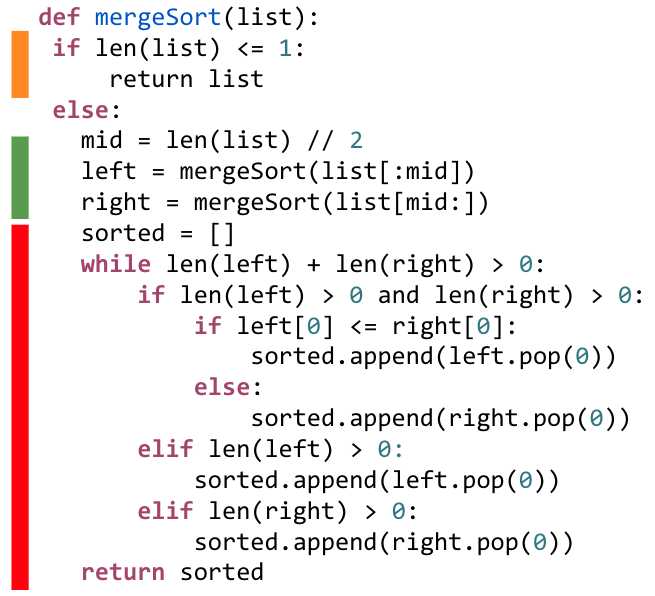 def mergeSort(list):
 if len(list) <= 1:
     return list
 else:
   mid = len(list) // 2
   left = mergeSort(list[:mid])
   right = mergeSort(list[mid:])
   sorted = []
   while len(left) + len(right) > 0:
       if len(left) > 0 and len(right) > 0:
           if left[0] <= right[0]:
               sorted.append(left.pop(0))
           else:
               sorted.append(right.pop(0))
       elif len(left) > 0:
           sorted.append(left.pop(0))
       elif len(right) > 0:
           sorted.append(right.pop(0))
   return sorted